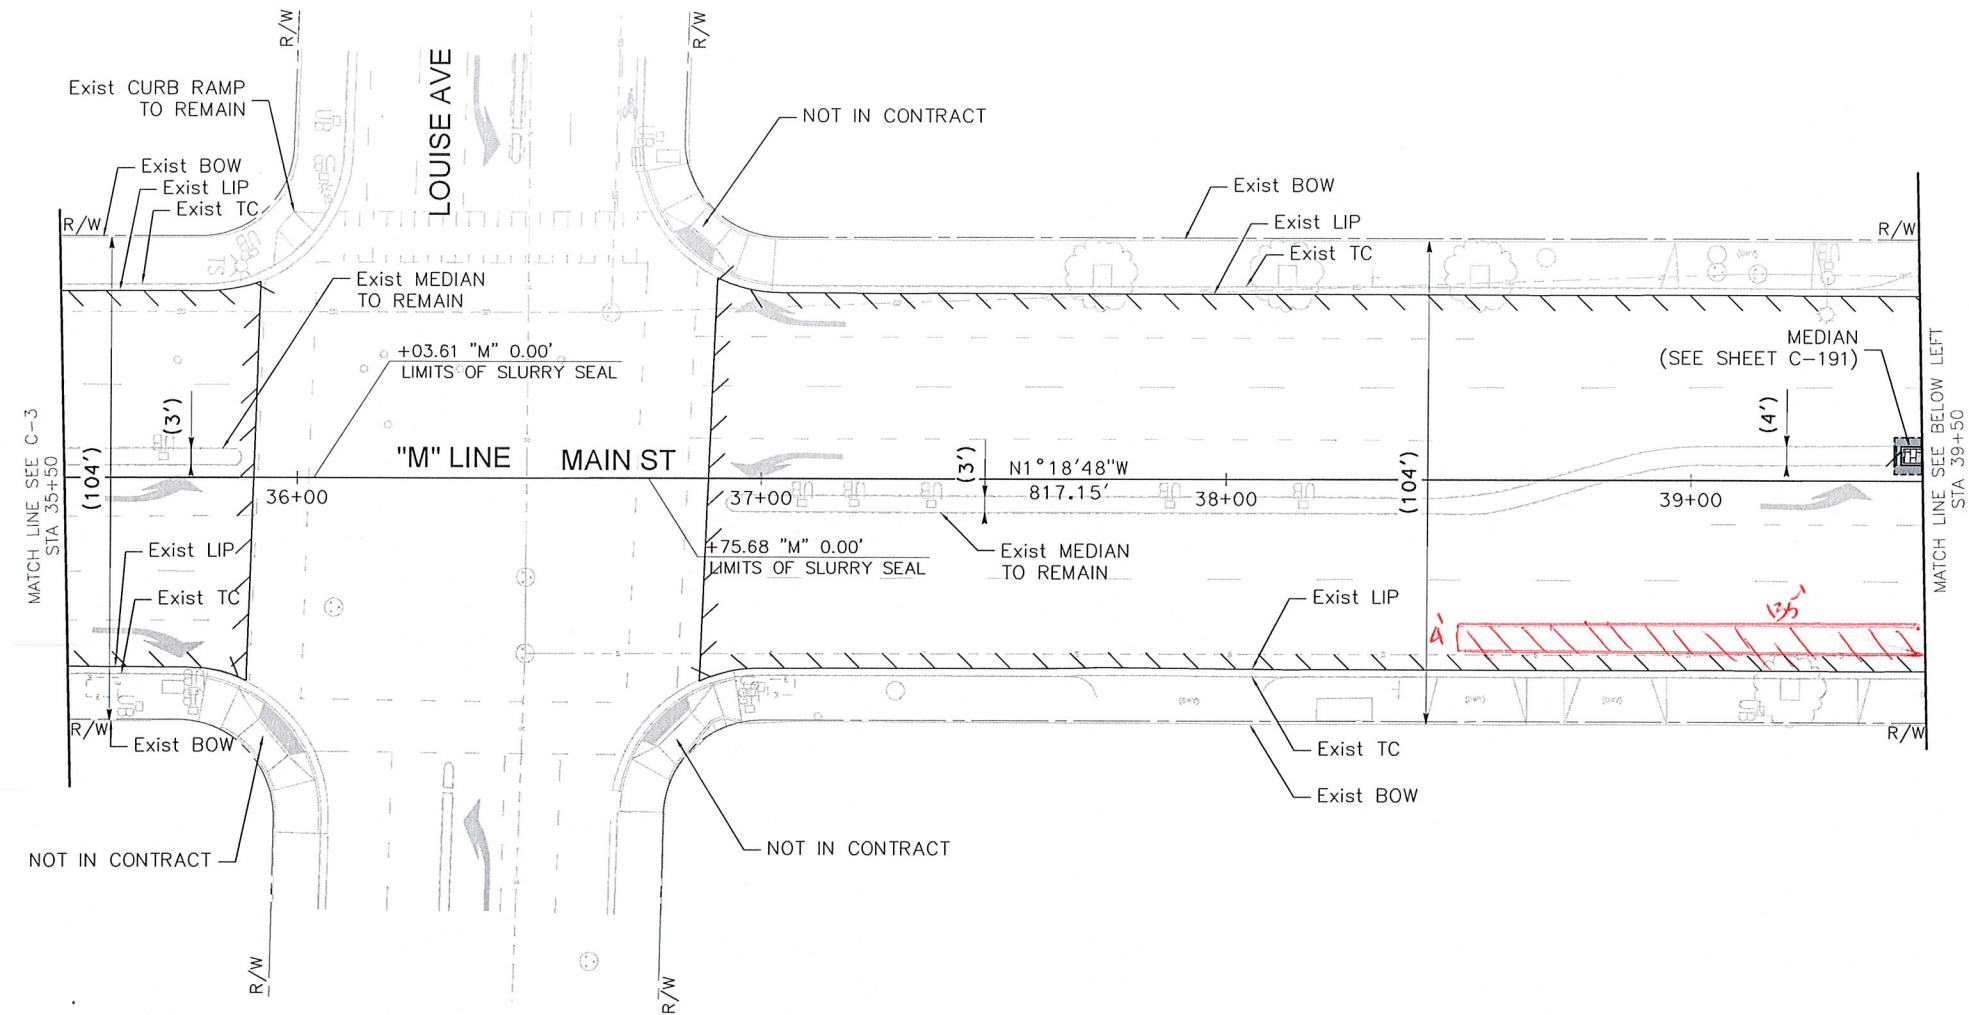 R/W
R/W
LOUISE AVE
Exist CURB RAMP
TO REMAIN
NOT IN CONTRACT
Exist BOW
Exist LIP
Exist TC
R/W
Exist BOW
Exist LIP
Exist TC
R/W
TS
Exist MEDIAN
TO REMAIN
+03.61 "M" 0.00'
LIMITS OF SLURRY SEAL
MEDIAN
(SEE SHEET C-191)
MATCH LINE SEE C-3
STA 35+50
(104')
(3')
"M" LINE MAIN ST
36+00
37+00
(3')
N1°18'48"W
817.15'
38+00
(104')
39+00
(4')
MATCH LINE SEE BELOW LEFT
STA 39+50
+75.68 "M" 0.00'
LIMITS OF SLURRY SEAL
Exist MEDIAN
TO REMAIN
Exist LIP
Exist TC
Exist LIP
4'
135'
R/W
Exist BOW
Exist TC
Exist BOW
R/W
NOT IN CONTRACT
NOT IN CONTRACT
R/W
R/W